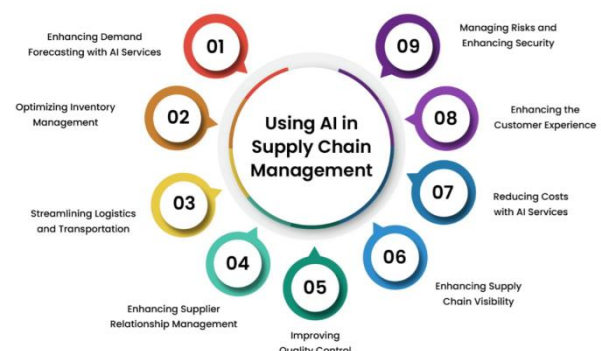 01
Enhancing Demand
Forecasting with AI Services
02
Optimizing Inventory
Management
03
Streamlining Logistics
and Transportation
04
Enhancing Supplier
Relationship Management
05
Improving
Quality Control
06
Enhancing Supply
Chain Visibility
07
Reducing Costs
with AI Services
08
Enhancing the
Customer Experience
09
Managing Risks and
Enhancing Security
Using AI in
Supply Chain
Management